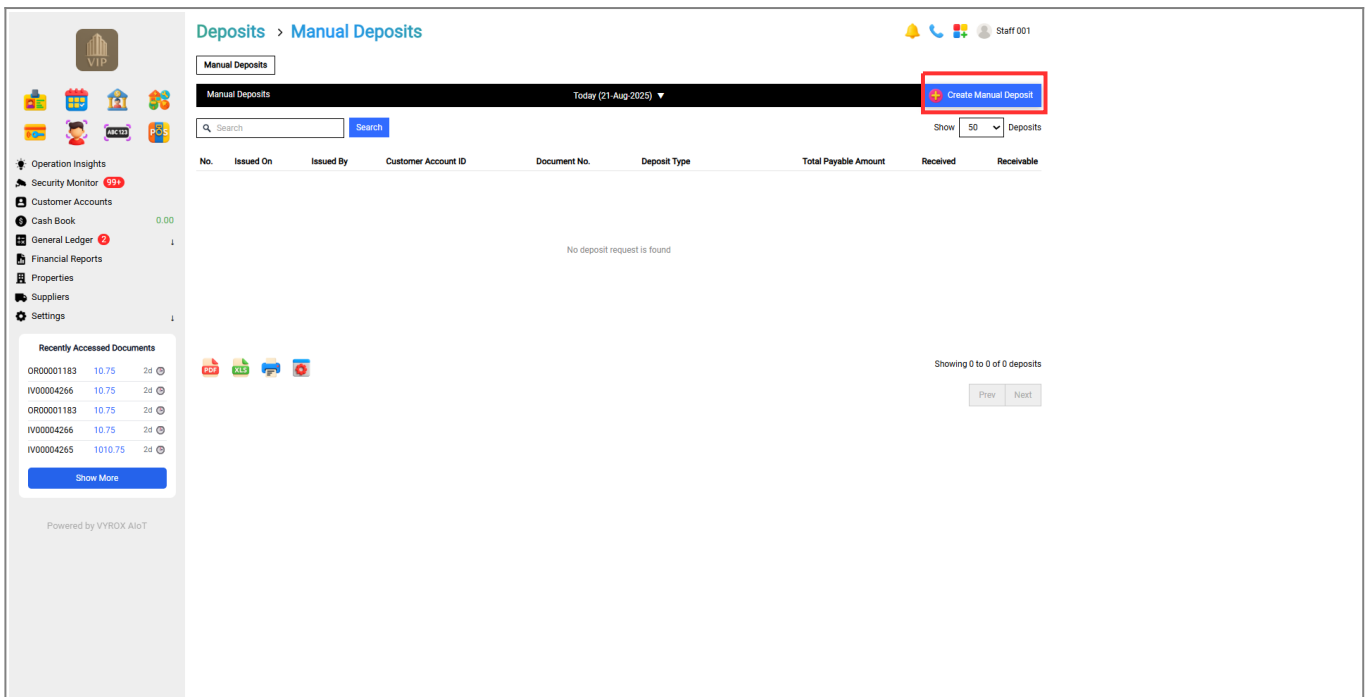 VIP
ABC123
POS
Operation Insights
Security Monitor 99+
Customer Accounts
Cash Book 0.00
General Ledger 2 ↓
Financial Reports
Properties
Suppliers
Settings ↓
Recently Accessed Documents
OR00001183 10.75 2d
IV00004266 10.75 2d
OR00001183 10.75 2d
IV00004266 10.75 2d
IV00004265 1010.75 2d
Show More
Powered by VYROX AIoT
Deposits › Manual Deposits
Staff 001
Manual Deposits
Manual Deposits Today (21-Aug-2025) ▼ Create Manual Deposit
Search Search Show 50 Deposits
No. Issued On Issued By Customer Account ID Document No. Deposit Type Total Payable Amount Received Receivable
No deposit request is found
PDF XLS Showing 0 to 0 of 0 deposits
Prev Next